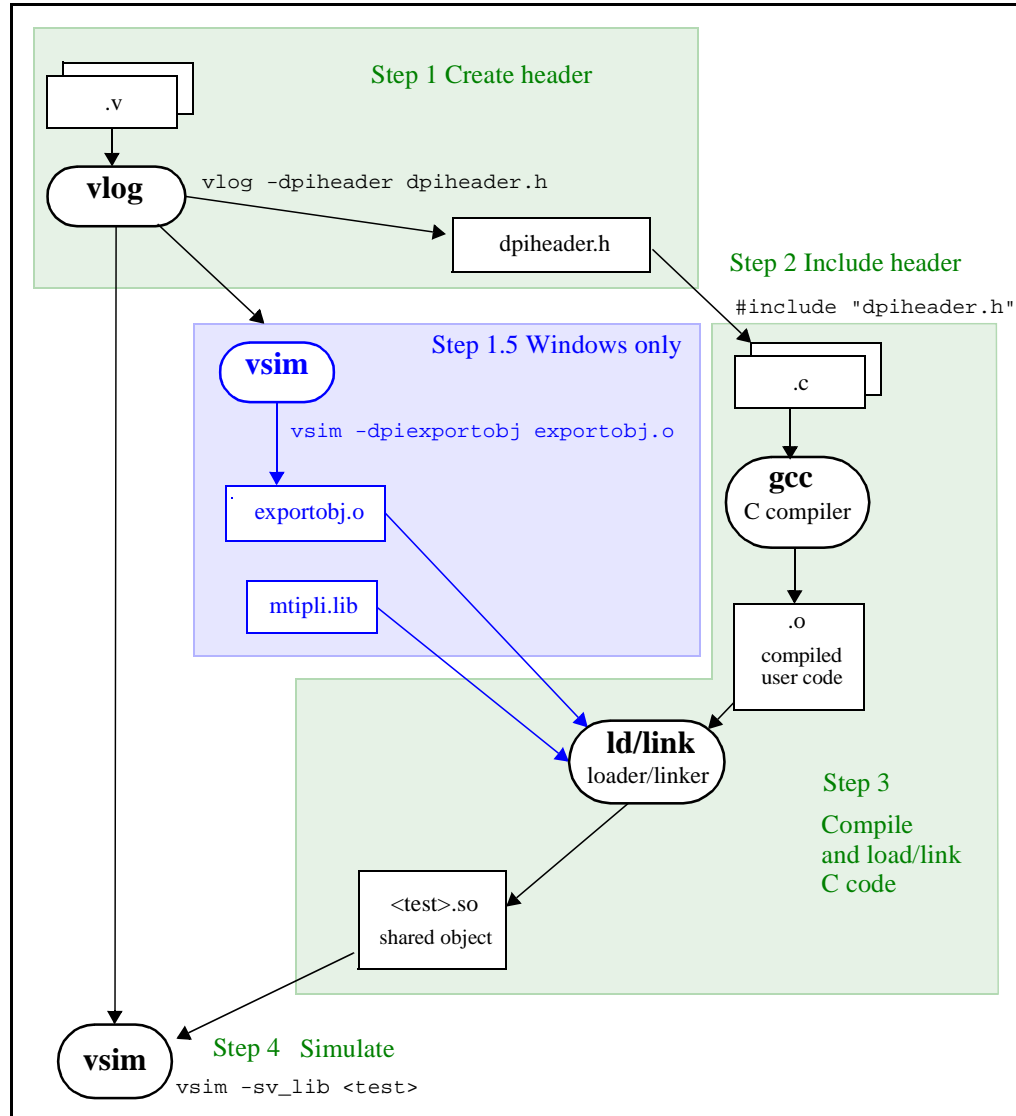 Step 1 Create header
.v
vlog
vlog -dpiheader dpiheader.h
dpiheader.h
Step 2 Include header
#include "dpiheader.h"
Step 1.5 Windows only
vsim
vsim -dpiexportobj exportobj.o
.c
gcc
C compiler
exportobj.o
mtipli.lib
.o
compiled
user code
ld/link
loader/linker
Step 3
Compile
and load/link
C code
<test>.so
shared object
vsim
Step 4 Simulate
vsim -sv_lib <test>